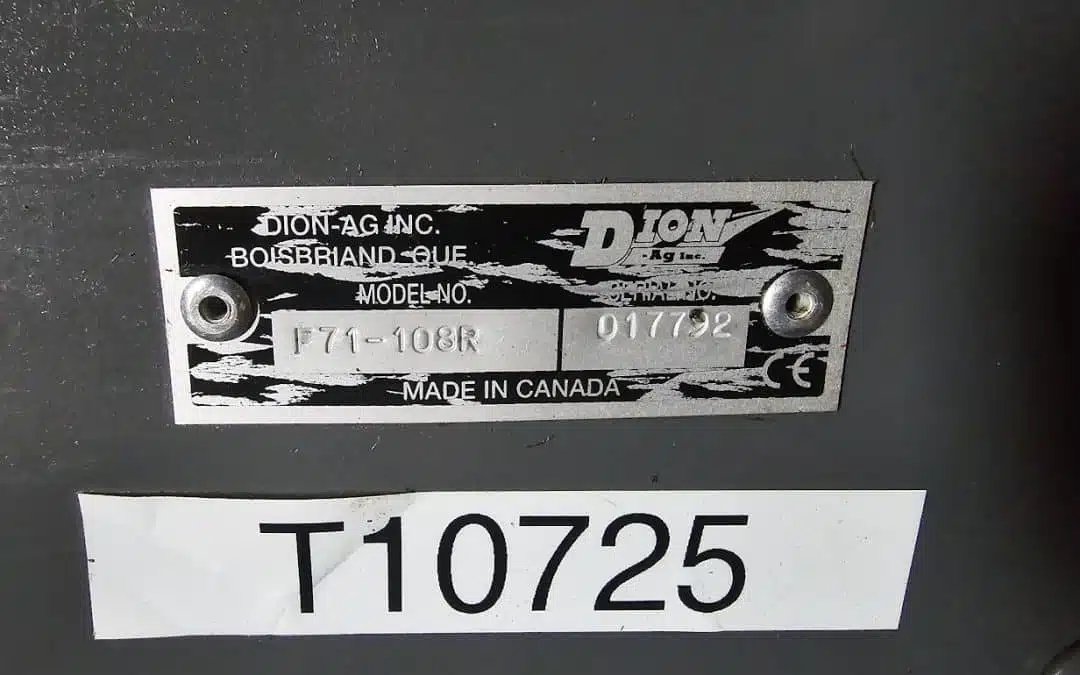 DION-AG INC.
BOISBRIAND, QUE
DION
-Ag Inc.
MODEL NO.
SERIAL NO.
F71-108R
017792
MADE IN CANADA
CE
T10725